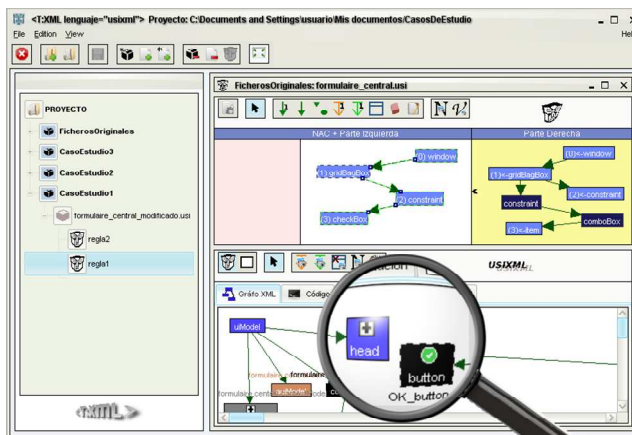 <T:XML lenguaje="usixml"> Proyecto: C:\Documents and Settings\usuario\Mis documentos/CasosDeEstudio
File Edition View
PROYECTO
FicherosOriginales
CasoEstudio3
CasoEstudio2
CasoEstudio1
formulaire_central_modificado.usi
regla2
regla1
<TXML>
FicherosOriginales: formulaire_central.usi
N
NAC + Parte Izquierda
Parte Derecha
(0) window
(1) gridBagBox
(2) constraint
(3) checkBox
(0)<-window
(1)<-gridBagBox
(2)<-constraint
constraint
comboBox
(3)<-item
USIXML
Gráfo XML
Código
uiModel
head
button
OK_button